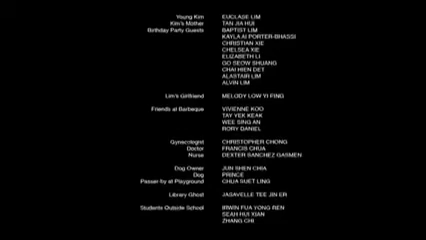 Young Kim EUCLASE LIM
Kim's Mother TAN JIA HUI
Birthday Party Guests BAPTIST LIM
KAYLA AI PORTER-BHASSI
CHRISTIAN XIE
CHELSEA XIE
ELIZABETH LI
GO SEOW SHUANG
CHAI HIEN DET
ALASTAIR LIM
ALVIN LIM
Lim's Girlfriend MELODY LOW YI PING
Friends at Barbeque VIVIENNE KOO
TAY YEK KEAK
WEE SING AN
RORY DANIEL
Gynecologist CHRISTOPHER CHONG
Doctor FRANCIS CHUA
Nurse DEXTER SANCHEZ GASMEN
Dog Owner JUN SHEN CHIA
Dog PRINCE
Passer-by at Playground CHUA SUET LING
Library Ghost JASAVELLE TEE JIN ER
Students Outside School IRWIN FUA YONG REN
SEAH HUI XIAN
ZHANG CHI